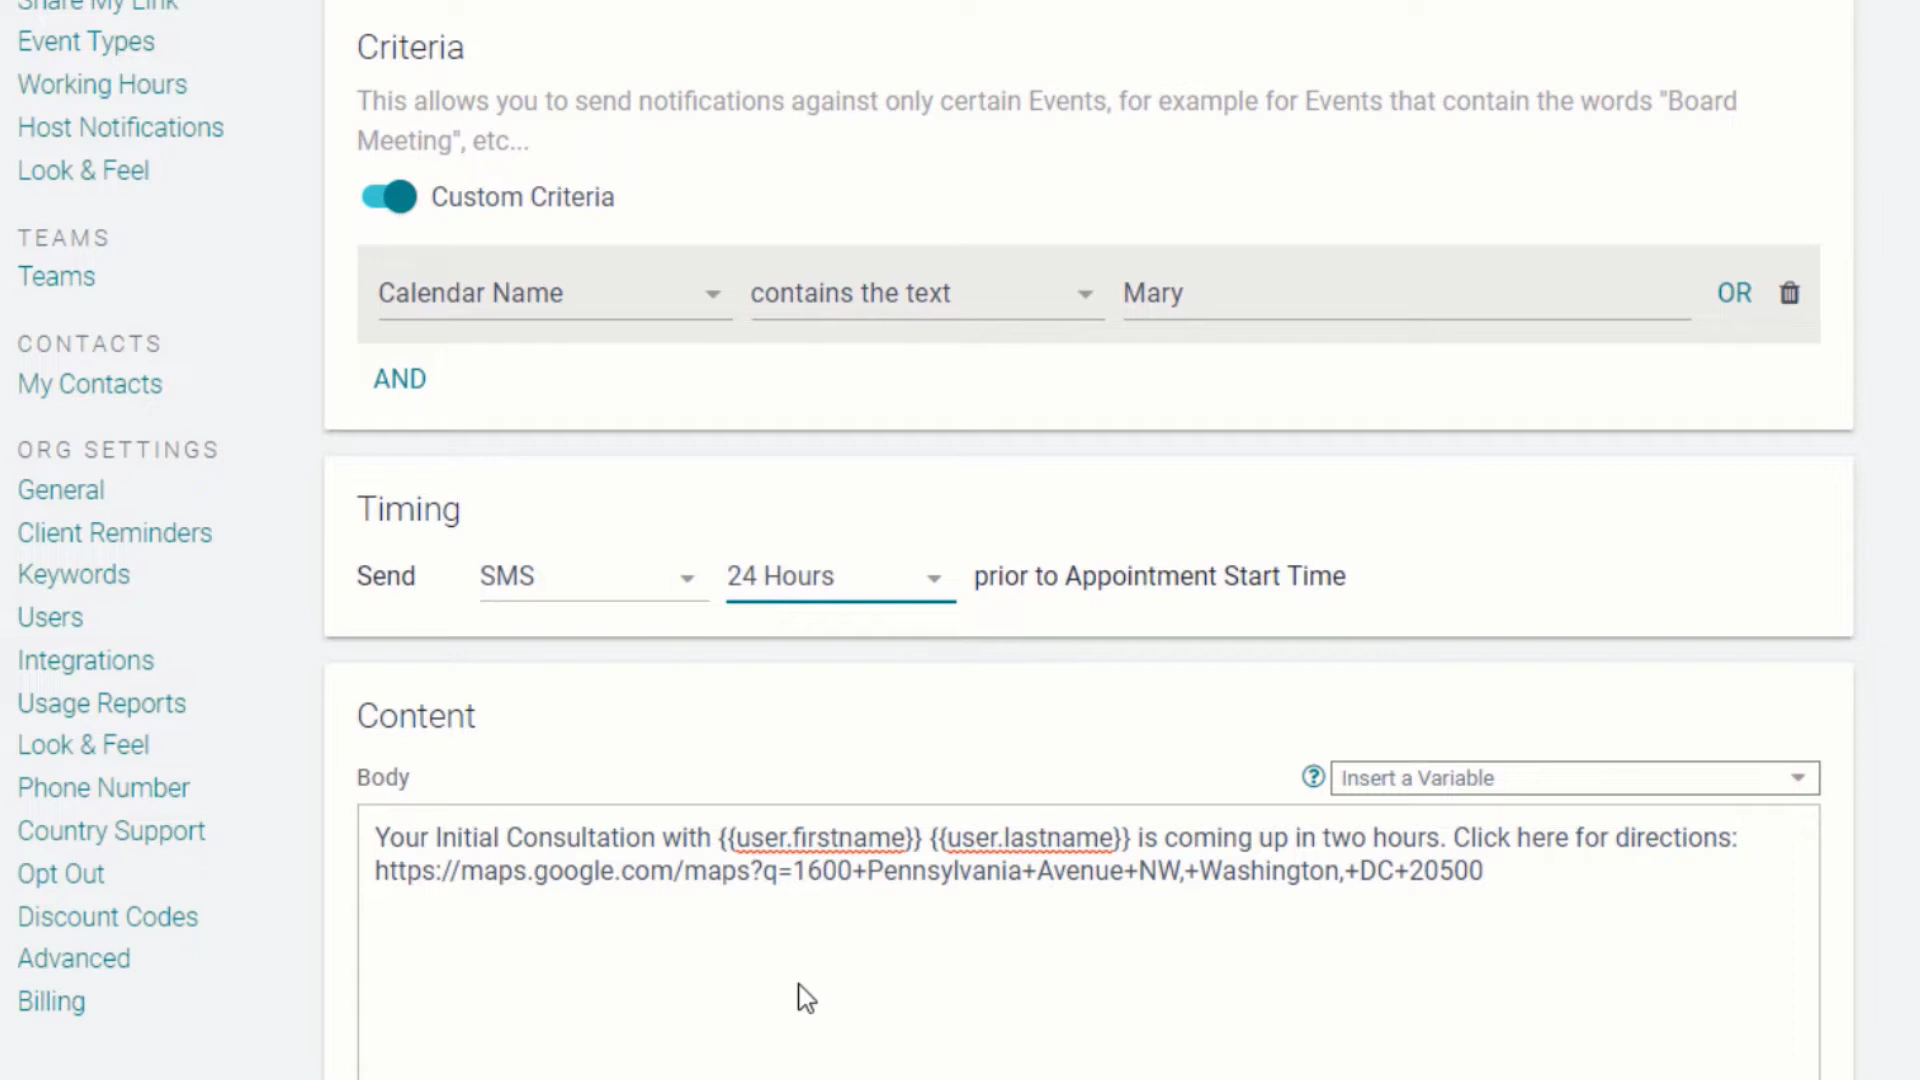 Share My Link
Event Types
Working Hours
Host Notifications
Look & Feel
TEAMS
Teams
CONTACTS
My Contacts
ORG SETTINGS
General
Client Reminders
Keywords
Users
Integrations
Usage Reports
Look & Feel
Phone Number
Country Support
Opt Out
Discount Codes
Advanced
Billing
Criteria
This allows you to send notifications against only certain Events, for example for Events that contain the words "Board
Meeting", etc...
Custom Criteria
Calendar Name contains the text Mary OR
AND
Timing
Send SMS 24 Hours prior to Appointment Start Time
Content
Body ? Insert a Variable
Your Initial Consultation with {{user.firstname}} {{user.lastname}} is coming up in two hours. Click here for directions:
https://maps.google.com/maps?q=1600+Pennsylvania+Avenue+NW,+Washington,+DC+20500